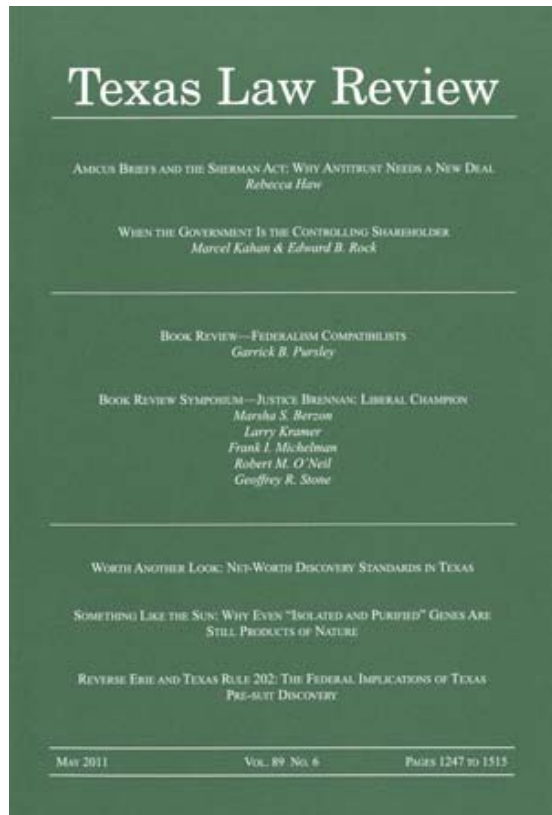 Texas Law Review
AMICUS BRIEFS AND THE SHERMAN ACT: WHY ANTITRUST NEEDS A NEW DEAL
Rebecca Haw
WHEN THE GOVERNMENT IS THE CONTROLLING SHAREHOLDER
Marcel Kahan & Edward B. Rock
BOOK REVIEW—FEDERALISM COMPATIBILISTS
Garrick B. Pursley
BOOK REVIEW SYMPOSIUM—JUSTICE BRENNAN: LIBERAL CHAMPION
Marsha S. Berzon
Larry Kramer
Frank I. Michelman
Robert M. O'Neil
Geoffrey R. Stone
WORTH ANOTHER LOOK: NET-WORTH DISCOVERY STANDARDS IN TEXAS
SOMETHING LIKE THE SUN: WHY EVEN "ISOLATED AND PURIFIED" GENES ARE
STILL PRODUCTS OF NATURE
REVERSE ERIE AND TEXAS RULE 202: THE FEDERAL IMPLICATIONS OF TEXAS
PRE-SUIT DISCOVERY
MAY 2011 VOL. 89 NO. 6 PAGES 1247 TO 1515